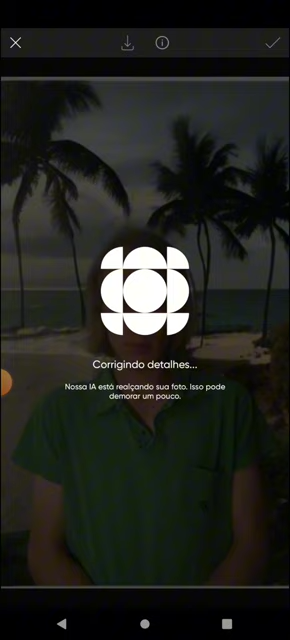 Corrigindo detalhes...
Nossa IA está realçando sua foto. Isso pode
demorar um pouco.